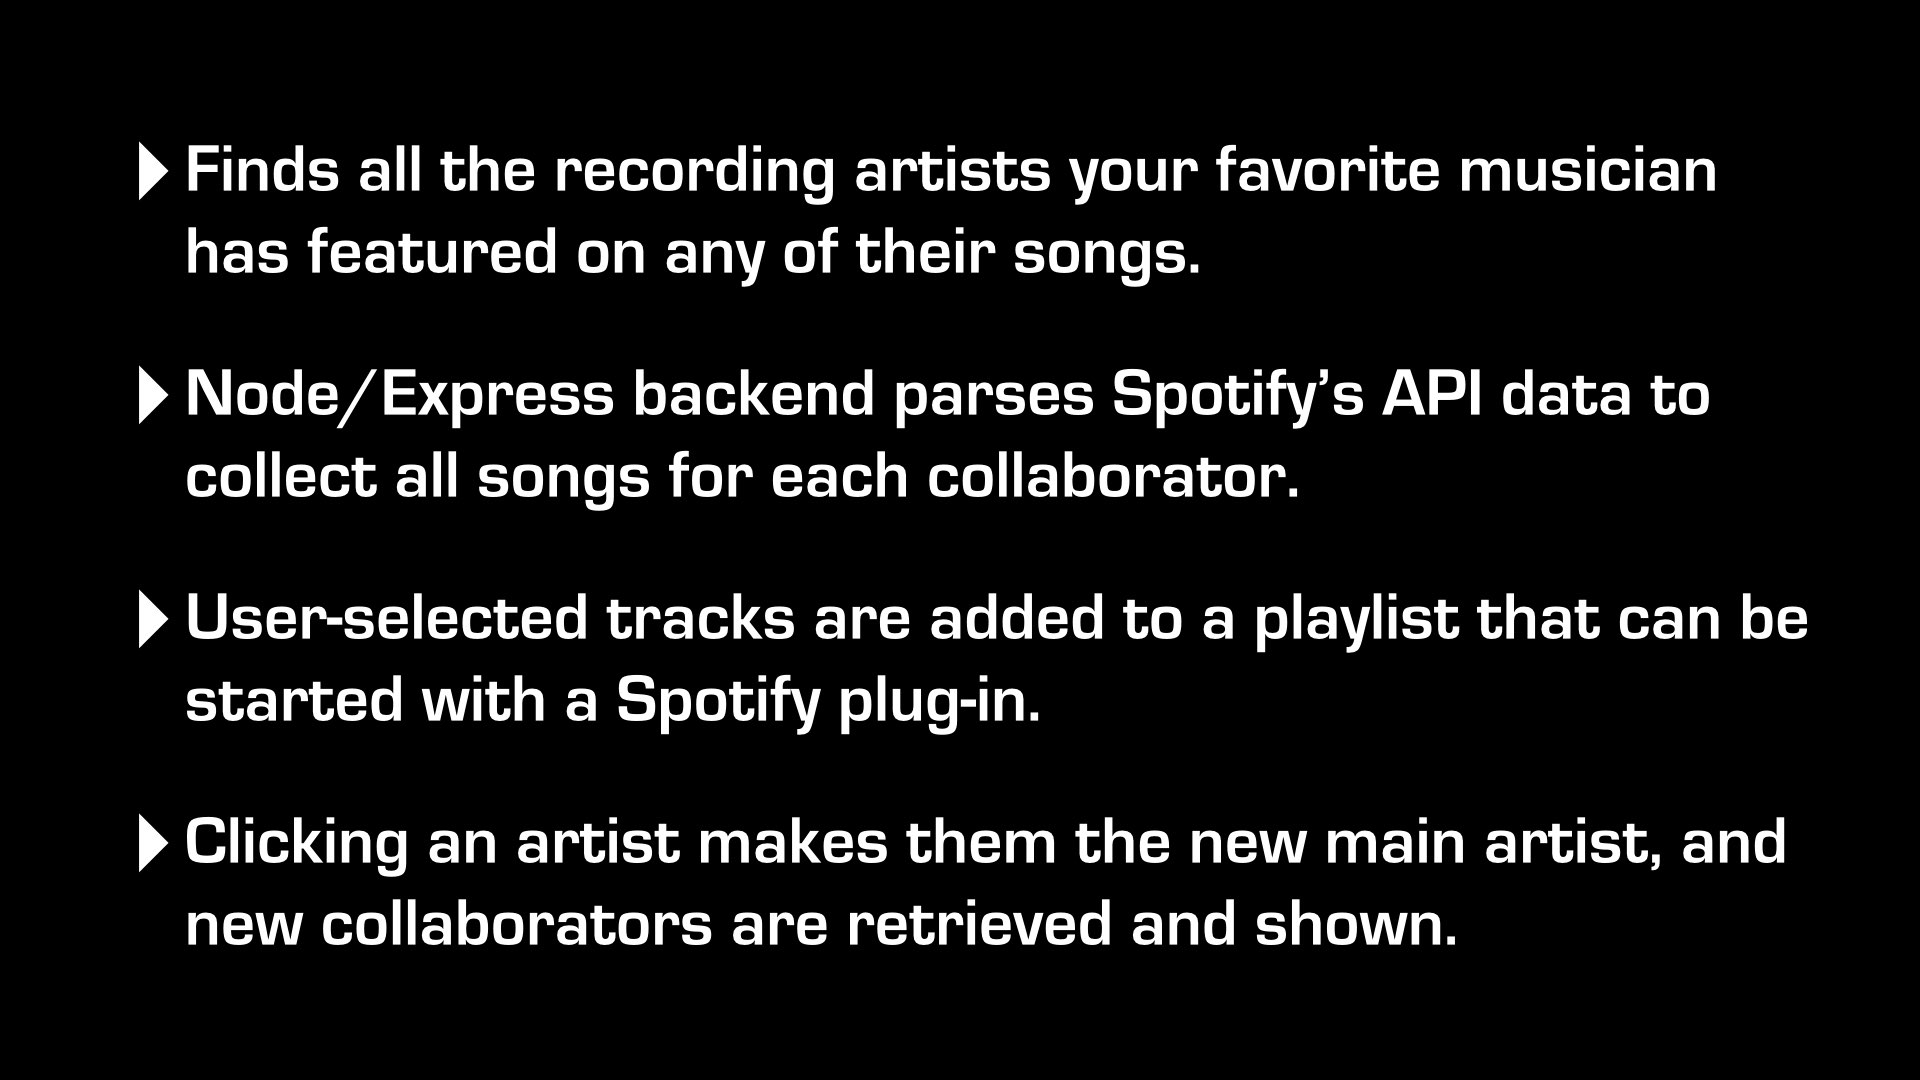 Finds all the recording artists your favorite musician
has featured on any of their songs.
Node/Express backend parses Spotify’s API data to
collect all songs for each collaborator.
User-selected tracks are added to a playlist that can be
started with a Spotify plug-in.
Clicking an artist makes them the new main artist, and
new collaborators are retrieved and shown.